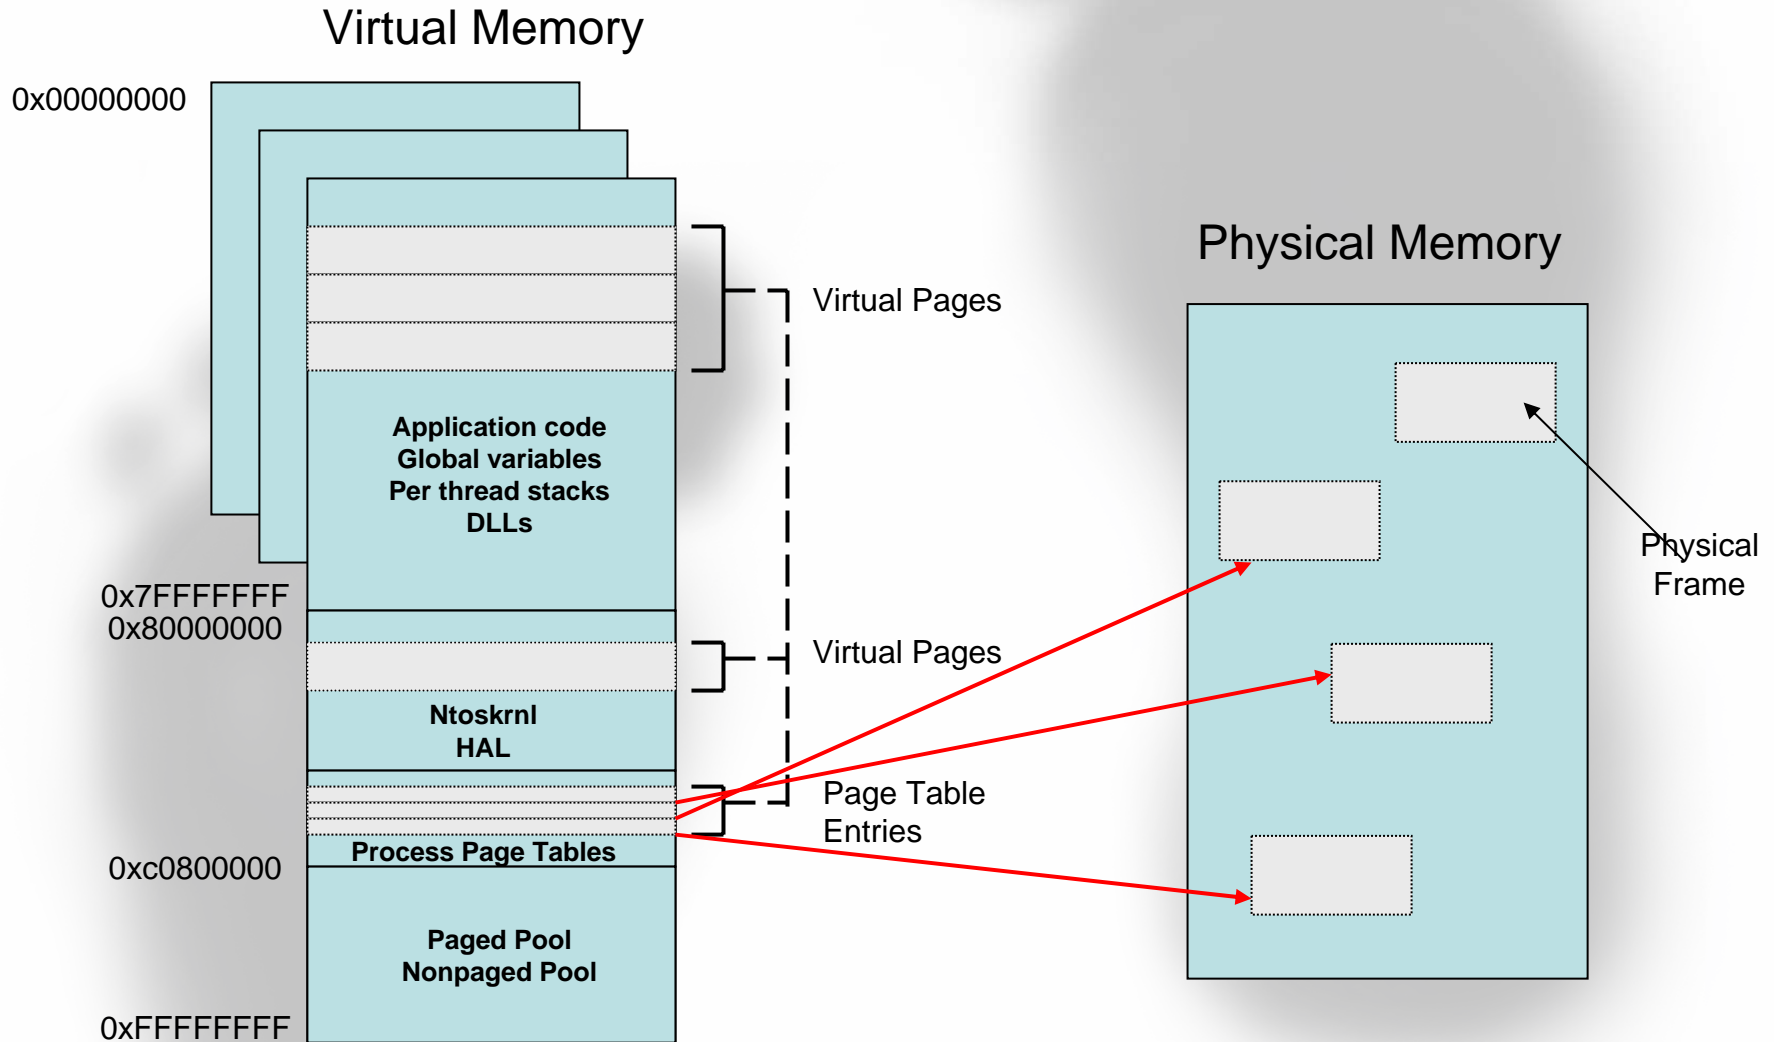 Virtual Memory
0x00000000
Virtual Pages
Application code
Global variables
Per thread stacks
DLLs
0x7FFFFFFF
0x80000000
Virtual Pages
Ntoskrnl
HAL
Page Table
Entries
Process Page Tables
0xc0800000
Paged Pool
Nonpaged Pool
0xFFFFFFFF
Physical Memory
Physical
Frame